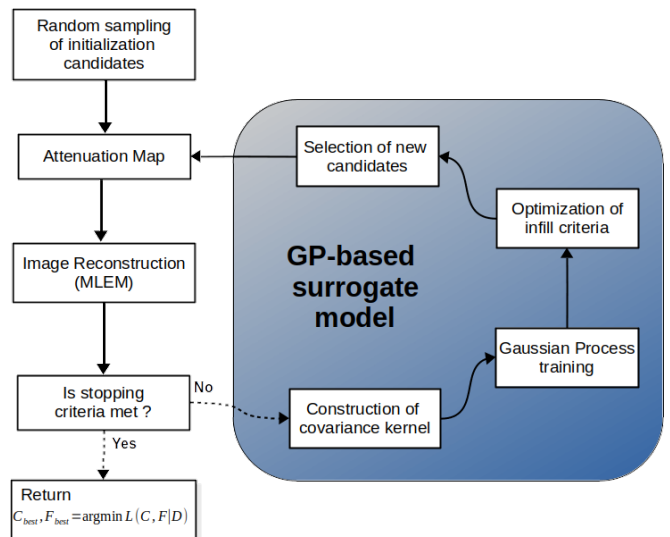 Random sampling
of initialization
candidates
Attenuation Map
Image Reconstruction
(MLEM)
Is stopping
criteria met ?
No
Yes
Return
C_best, F_best = argmin L(C, F|D)
Selection of new
candidates
Optimization of
infill criteria
GP-based
surrogate
model
Gaussian Process
training
Construction of
covariance kernel